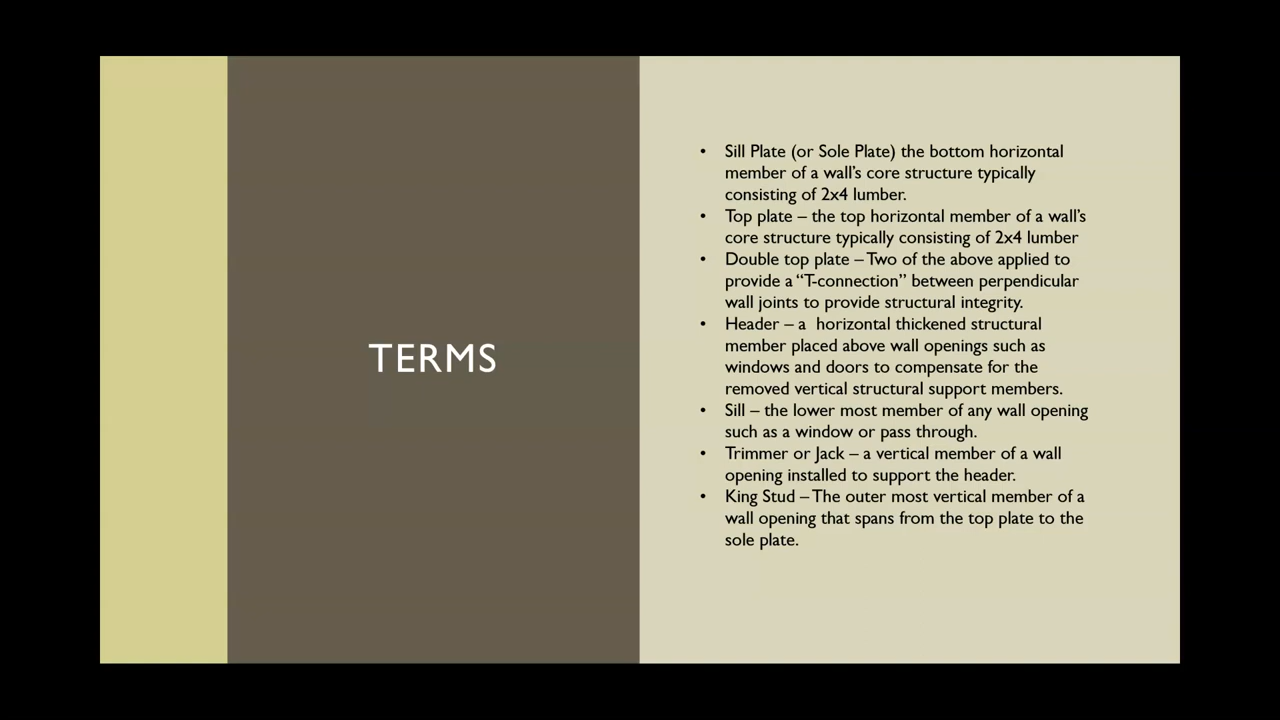 TERMS
• Sill Plate (or Sole Plate) the bottom horizontal
member of a wall's core structure typically
consisting of 2x4 lumber.
• Top plate – the top horizontal member of a wall's
core structure typically consisting of 2x4 lumber
• Double top plate – Two of the above applied to
provide a “T-connection” between perpendicular
wall joints to provide structural integrity.
• Header – a  horizontal thickened structural
member placed above wall openings such as
windows and doors to compensate for the
removed vertical structural support members.
• Sill – the lower most member of any wall opening
such as a window or pass through.
• Trimmer or Jack – a vertical member of a wall
opening installed to support the header.
• King Stud – The outer most vertical member of a
wall opening that spans from the top plate to the
sole plate.